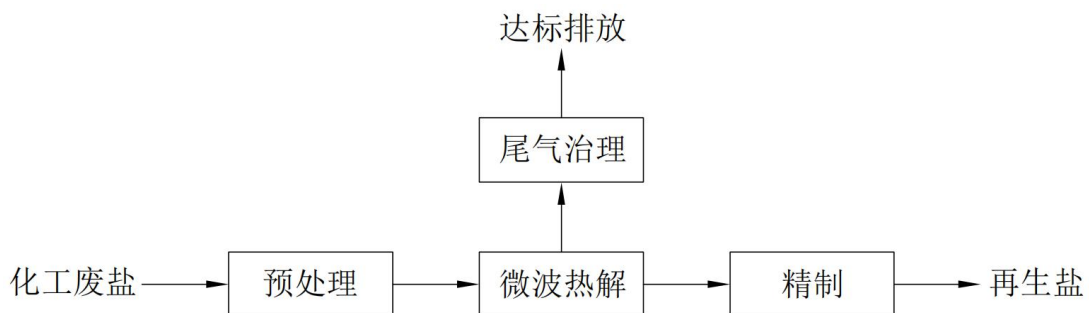 达标排放
尾气治理
化工废盐
预处理
微波热解
精制
再生盐